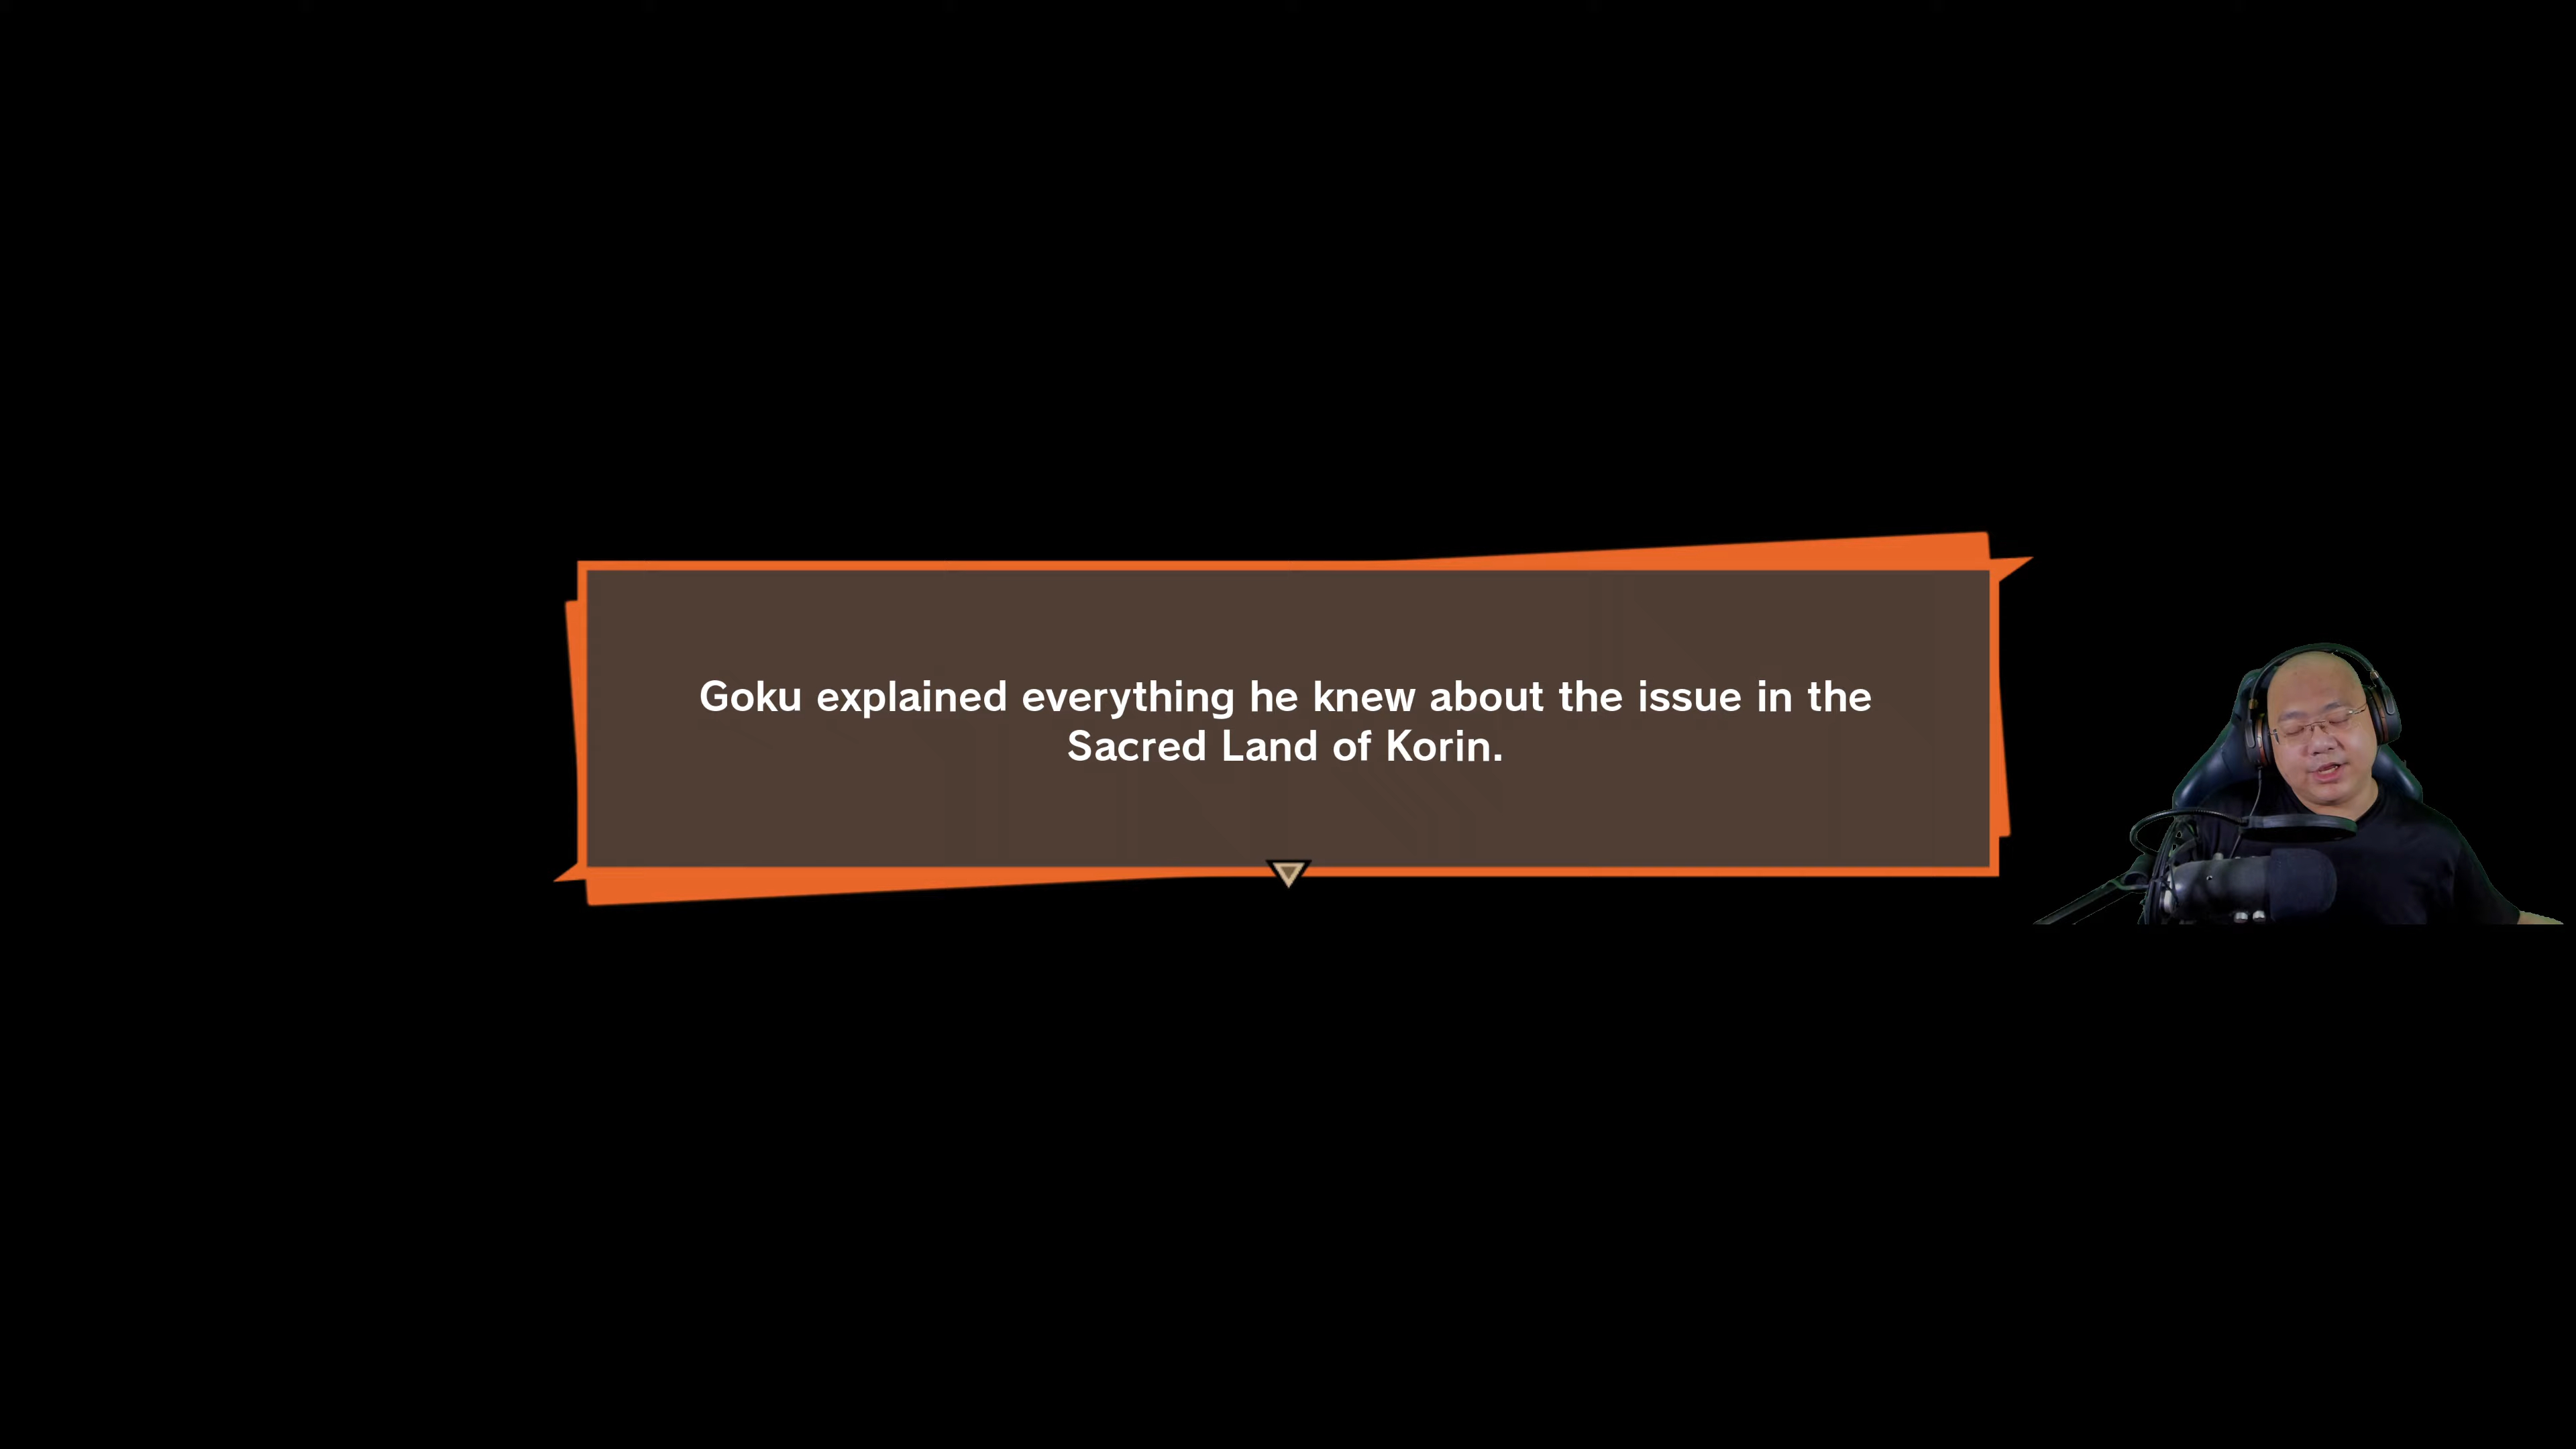 Goku explained everything he knew about the issue in the
Sacred Land of Korin.